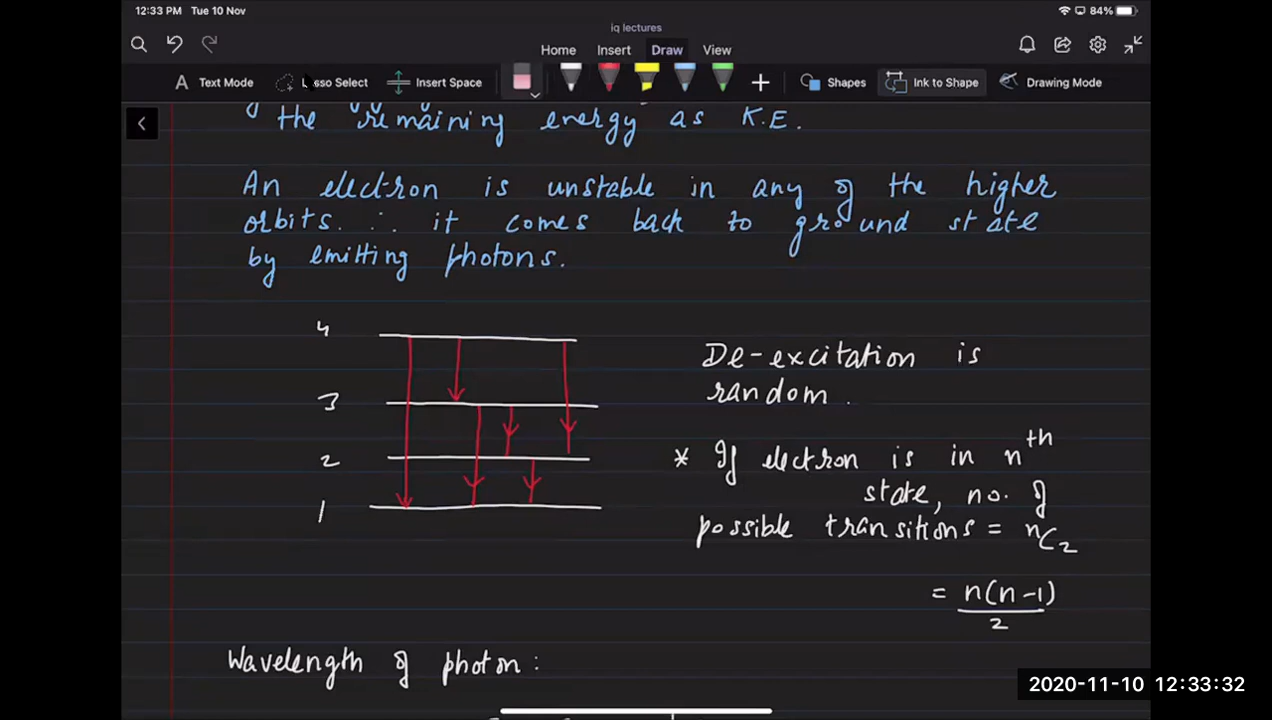 12:33 PM Tue 10 Nov
84%
iq lectures
Home Insert Draw View
Text Mode
Lasso Select
Insert Space
Shapes
Ink to Shape
Drawing Mode
the remaining energy as K.E.
An electron is unstable in any of the higher
orbits. ∴ it comes back to ground state
by emitting photons.
4
3
2
1
De-excitation is
random.
* If electron is in nth
state, no. of
possible transitions = nC2
= n(n-1)
2
Wavelength of photon:
2020-11-10 12:33:32